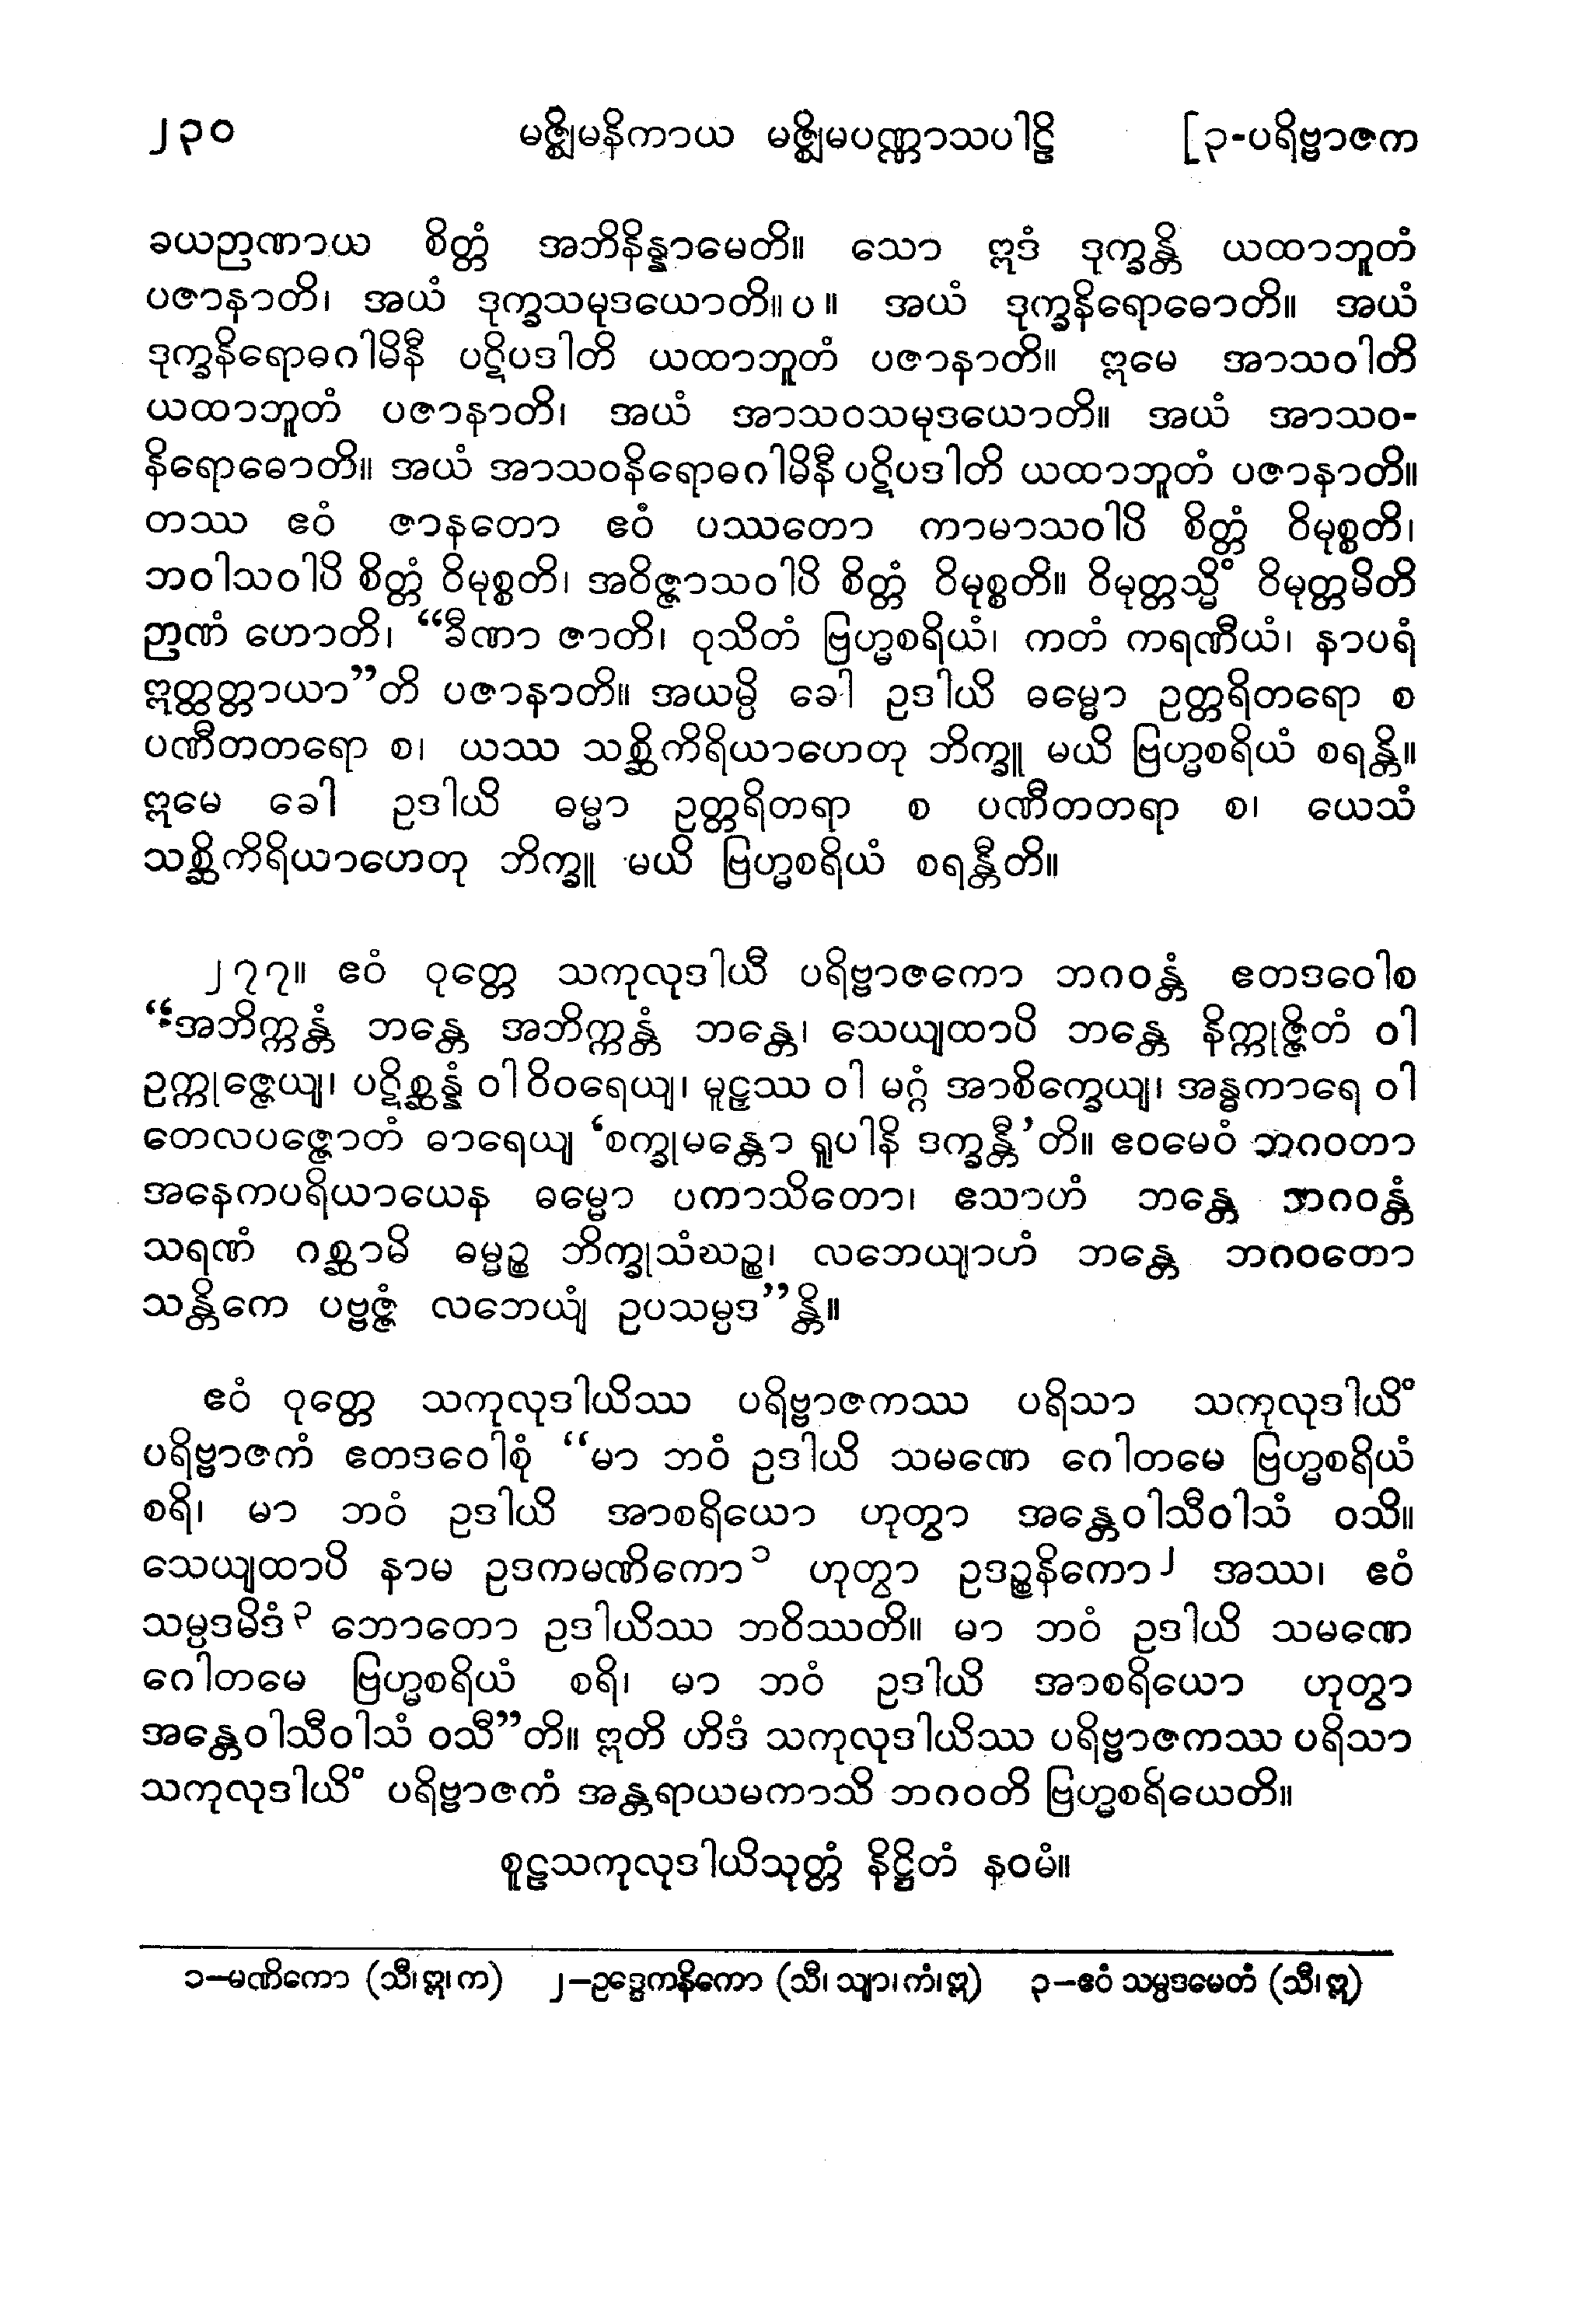 ၂၃၀ မဇ္ဈိမနိကာယ မဇ္ဈိမပဏ္ဏာသပါဠိ [၃-ပရိဗ္ဗာဇက
ခယဉာဏာယ စိတ္တံ အဘိနိန္နာမေတိ။ သော ဣဒံ ဒုက္ခန္တိ ယထာဘူတံ
ပဇာနာတိ၊ အယံ ဒုက္ခသမုဒယောတိ။ ပ ။ အယံ ဒုက္ခနိရောဓောတိ။ အယံ
ဒုက္ခနိရောဓဂါမိနီ ပဋိပဒါတိ ယထာဘူတံ ပဇာနာတိ။ ဣမေ အာသဝါတိ
ယထာဘူတံ ပဇာနာတိ၊ အယံ အာသဝသမုဒယောတိ။ အယံ အာသဝ-
နိရောဓောတိ။ အယံ အာသဝနိရောဓဂါမိနီ ပဋိပဒါတိ ယထာဘူတံ ပဇာနာတိ။
တဿ ဧဝံ ဇာနတော ဧဝံ ပဿတော ကာမာသဝါပိ စိတ္တံ ဝိမုစ္စတိ၊
ဘဝါသဝါပိ စိတ္တံ ဝိမုစ္စတိ၊ အဝိဇ္ဇာသဝါပိ စိတ္တံ ဝိမုစ္စတိ။ ဝိမုတ္တသ္မိံ ဝိမုတ္တမိတိ
ဉာဏံ ဟောတိ၊ “ခီဏာ ဇာတိ၊ ဝုသိတံ ဗြဟ္မစရိယံ၊ ကတံ ကရဏီယံ၊ နာပရံ
ဣတ္ထတ္တာယာ”တိ ပဇာနာတိ။ အယမ္ပိ ခေါ ဥဒါယိ ဓမ္မော ဥတ္တရိတရော စ
ပဏီတတရော စ၊ ယဿ သစ္ဆိကိရိယာဟေတု ဘိက္ခူ မယိ ဗြဟ္မစရိယံ စရန္တိ။
ဣမေ ခေါ ဥဒါယိ ဓမ္မာ ဥတ္တရိတရာ စ ပဏီတတရာ စ၊ ယေသံ
သစ္ဆိကိရိယာဟေတု ဘိက္ခူ မယိ ဗြဟ္မစရိယံ စရန္တီတိ။
၂၇၇။ ဧဝံ ဝုတ္တေ သကုလုဒါယီ ပရိဗ္ဗာဇကော ဘဂဝန္တံ ဧတဒဝေါစ
“အဘိက္ကန္တံ ဘန္တေ အဘိက္ကန္တံ ဘန္တေ၊ သေယျထာပိ ဘန္တေ နိက္ကုဇ္ဇိတံ ဝါ
ဥက္ကုဇ္ဇေယျ၊ ပဋိစ္ဆန္နံ ဝါ ဝိဝရေယျ၊ မူဠှဿ ဝါ မဂ္ဂံ အာစိက္ခေယျ၊ အန္ဓကာရေ ဝါ
တေလပဇ္ဇောတံ ဓာရေယျ ‘စက္ခုမန္တော ရူပါနိ ဒက္ခန္တီ’တိ။ ဧဝမေဝံ ဘဂဝတာ
အနေကပရိယာယေန ဓမ္မော ပကာသိတော၊ ဧသာဟံ ဘန္တေ ဘဂဝန္တံ
သရဏံ ဂစ္ဆာမိ ဓမ္မဉ္စ ဘိက္ခုသံဃဉ္စ၊ လဘေယျာဟံ ဘန္တေ ဘဂဝတော
သန္တိကေ ပဗ္ဗဇ္ဇံ လဘေယျံ ဥပသမ္ပဒ”န္တိ။
ဧဝံ ဝုတ္တေ သကုလုဒါယိဿ ပရိဗ္ဗာဇကဿ ပရိသာ သကုလုဒါယိံ
ပရိဗ္ဗာဇကံ ဧတဒဝေါစုံ “မာ ဘဝံ ဥဒါယိ သမဏေ ဂေါတမေ ဗြဟ္မစရိယံ
စရိ၊ မာ ဘဝံ ဥဒါယိ အာစရိယော ဟုတွာ အန္တေဝါသီဝါသံ ဝသိ။
သေယျထာပိ နာမ ဥဒကမဏိကော၁ ဟုတွာ ဥဒဉ္စနိကော၂ အဿ၊ ဧဝံ
သမ္ပဒမိဒံ၃ ဘောတော ဥဒါယိဿ ဘဝိဿတိ။ မာ ဘဝံ ဥဒါယိ သမဏေ
ဂေါတမေ ဗြဟ္မစရိယံ စရိ၊ မာ ဘဝံ ဥဒါယိ အာစရိယော ဟုတွာ
အန္တေဝါသီဝါသံ ဝသီ”တိ။ ဣတိ ဟိဒံ သကုလုဒါယိဿ ပရိဗ္ဗာဇကဿ ပရိသာ
သကုလုဒါယိံ ပရိဗ္ဗာဇကံ အန္တရာယမကာသိ ဘဂဝတိ ဗြဟ္မစရိယေတိ။
စူဠသကုလုဒါယိသုတ္တံ နိဋ္ဌိတံ နဝမံ။
၁–မဏိကော (သီ၊ ဣ၊ က) ၂–ဥဒ္ဒေကနိကော (သီ၊ သျာ၊ ကံ၊ ဣ) ၃–ဧဝံ သမ္ပဒမေတံ (သီ၊ ဣ)